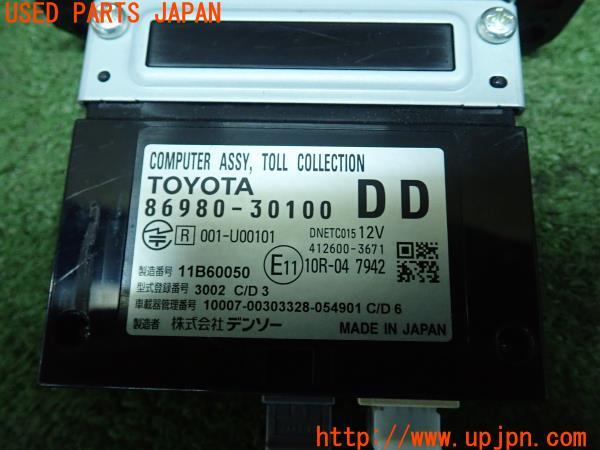 USED PARTS JAPAN
COMPUTER ASSY, TOLL COLLECTION
TOYOTA DD
86980-30100
R 001-U00101 DNETC015 12V
412600-3671
E11 10R-04 7942
製造番号 11B60050
型式登録番号 3002 C/D 3
車載器管理番号 10007-00303328-054901 C/D 6
製造者 株式会社デンソー MADE IN JAPAN
http://www.upjpn.com/